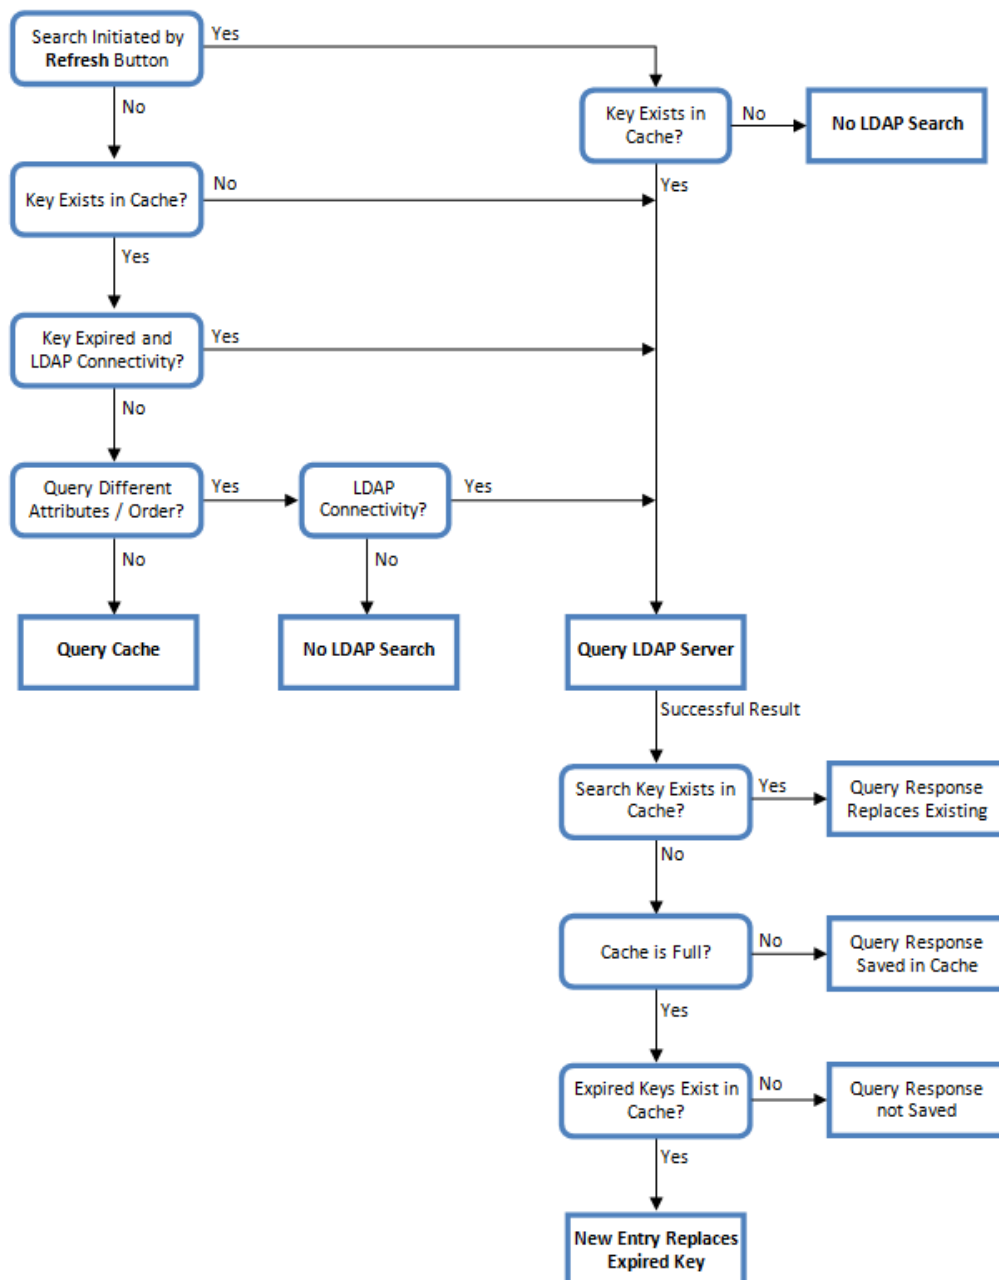 Search Initiated by
Refresh Button
Yes
No
Key Exists in
Cache?
No
No LDAP Search
Yes
Key Exists in Cache?
No
Yes
Key Expired and
LDAP Connectivity?
Yes
No
Query Different
Attributes / Order?
Yes
LDAP
Connectivity?
Yes
No
No
Query Cache
No LDAP Search
Query LDAP Server
Successful Result
Search Key Exists in
Cache?
Yes
Query Response
Replaces Existing
No
Cache is Full?
No
Query Response
Saved in Cache
Yes
Expired Keys Exist in
Cache?
No
Query Response
not Saved
Yes
New Entry Replaces
Expired Key